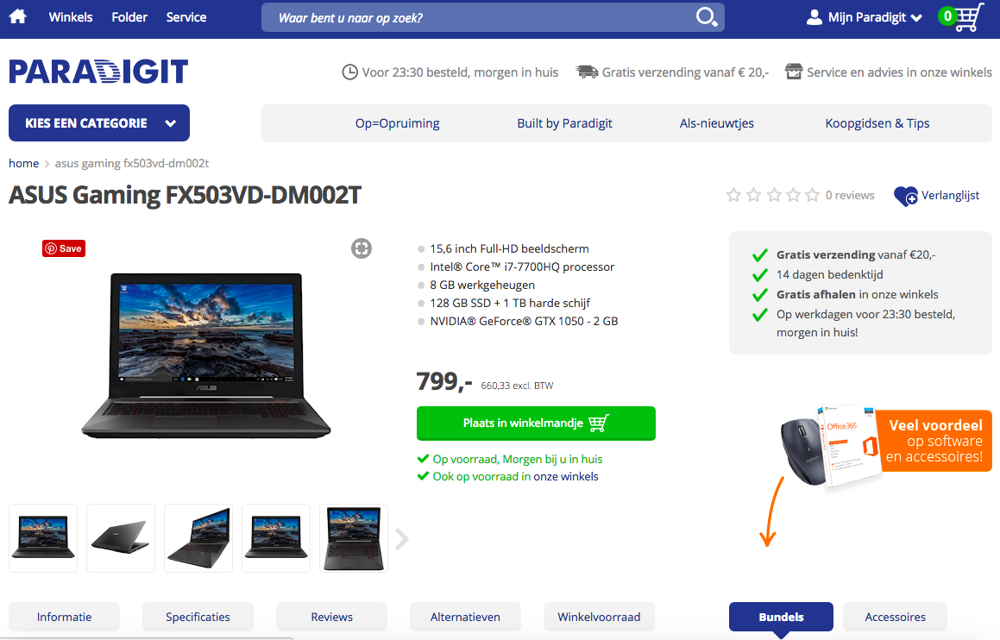 Winkels Folder Service
Waar bent u naar op zoek?
Mijn Paradigit
0
PARADIGIT
Voor 23:30 besteld, morgen in huis
Gratis verzending vanaf € 20,-
Service en advies in onze winkels
KIES EEN CATEGORIE
Op=Opruiming
Built by Paradigit
Als-nieuwtjes
Koopgidsen & Tips
home > asus gaming fx503vd-dm002t
ASUS Gaming FX503VD-DM002T
0 reviews
Verlanglijst
Save
ASUS
15,6 inch Full-HD beeldscherm
Intel® Core™ i7-7700HQ processor
8 GB werkgeheugen
128 GB SSD + 1 TB harde schijf
NVIDIA® GeForce® GTX 1050 - 2 GB
799,- 660,33 excl. BTW
Plaats in winkelmandje
Op voorraad, Morgen bij u in huis
Ook op voorraad in onze winkels
Gratis verzending vanaf €20,-
14 dagen bedenktijd
Gratis afhalen in onze winkels
Op werkdagen voor 23:30 besteld,
morgen in huis!
Office 365
Veel voordeel
op software
en accessoires!
Informatie
Specificaties
Reviews
Alternatieven
Winkelvoorraad
Bundels
Accessoires